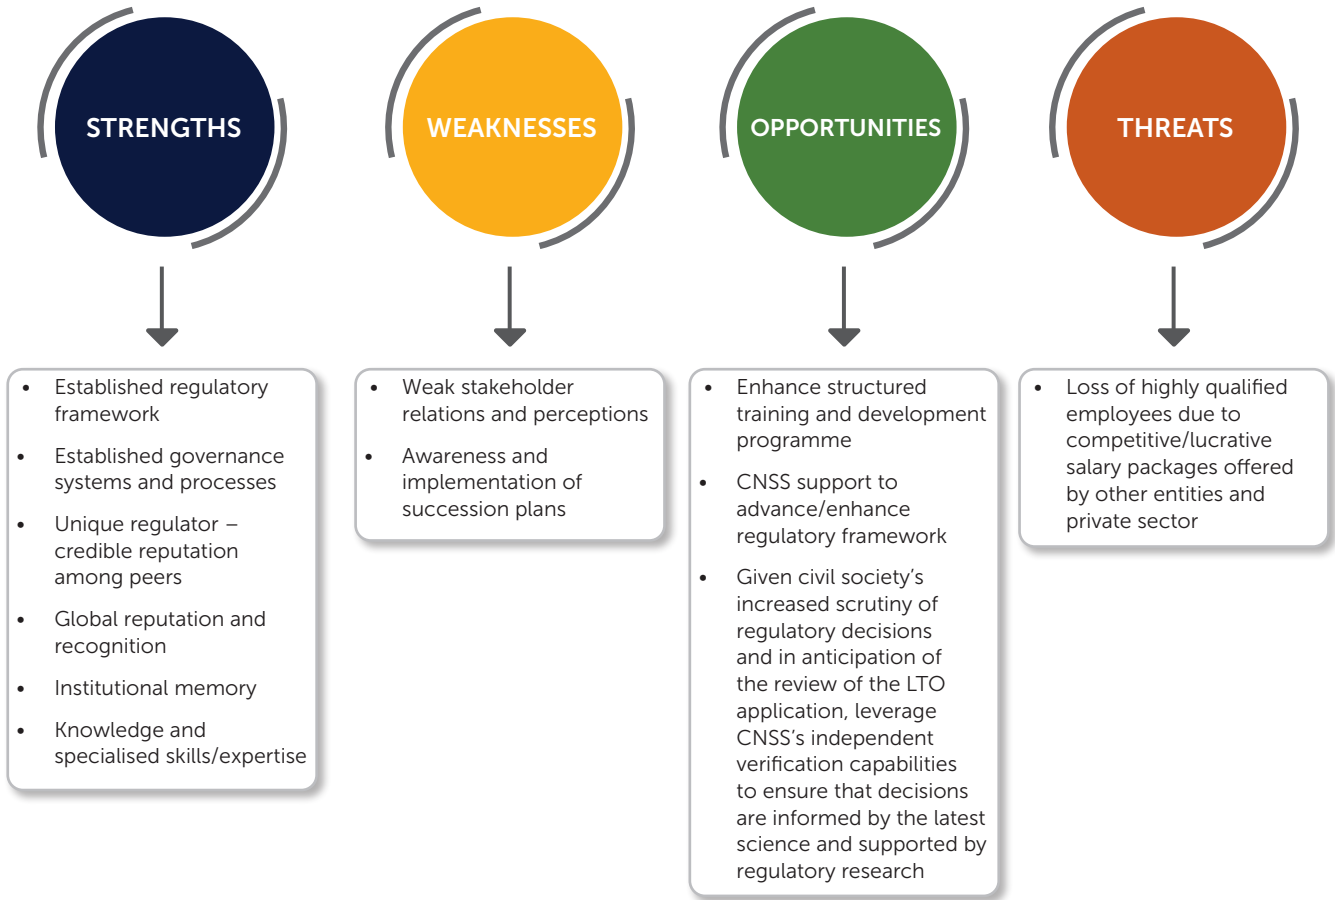 STRENGTHS
WEAKNESSES
OPPORTUNITIES
THREATS
• Established regulatory
framework
• Established governance
systems and processes
• Unique regulator –
credible reputation
among peers
• Global reputation and
recognition
• Institutional memory
• Knowledge and
specialised skills/expertise
• Weak stakeholder
relations and perceptions
• Awareness and
implementation of
succession plans
• Enhance structured
training and development
programme
• CNSS support to
advance/enhance
regulatory framework
• Given civil society’s
increased scrutiny of
regulatory decisions
and in anticipation of
the review of the LTO
application, leverage
CNSS’s independent
verification capabilities
to ensure that decisions
are informed by the latest
science and supported by
regulatory research
• Loss of highly qualified
employees due to
competitive/lucrative
salary packages offered
by other entities and
private sector